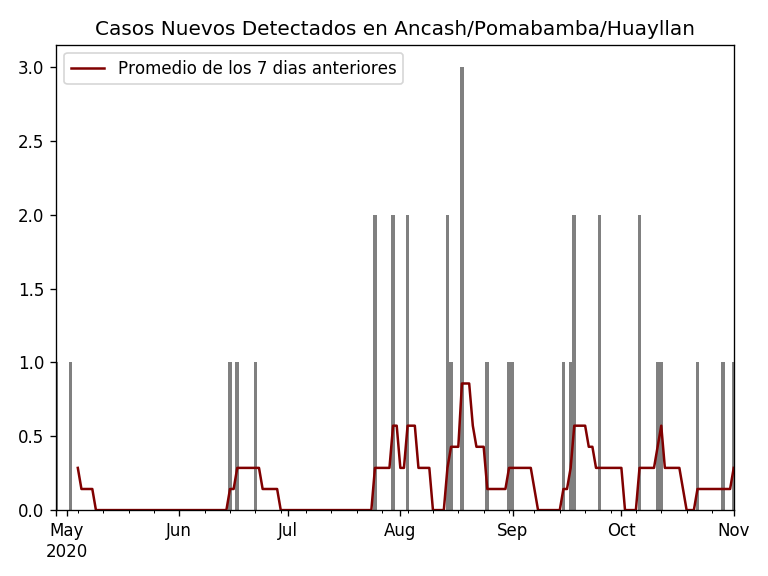 Casos Nuevos Detectados en Ancash/Pomabamba/Huayllan
Promedio de los 7 dias anteriores
3.0
2.5
2.0
1.5
1.0
0.5
0.0
May Jun Jul Aug Sep Oct Nov
2020